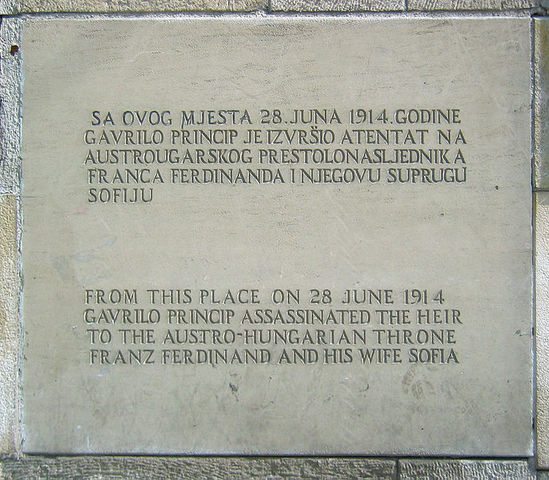 SA OVOG MJESTA 28. JUNA 1914. GODINE
GAVRILO PRINCIP JE IZVRŠIO ATENTAT NA
AUSTROUGARSKOG PRESTOLONASLJEDNIKA
FRANCA FERDINANDA I NJEGOVU SUPRUGU
SOFIJU
FROM THIS PLACE ON 28 JUNE 1914
GAVRILO PRINCIP ASSASSINATED THE HEIR
TO THE AUSTRO-HUNGARIAN THRONE
FRANZ FERDINAND AND HIS WIFE SOFIA